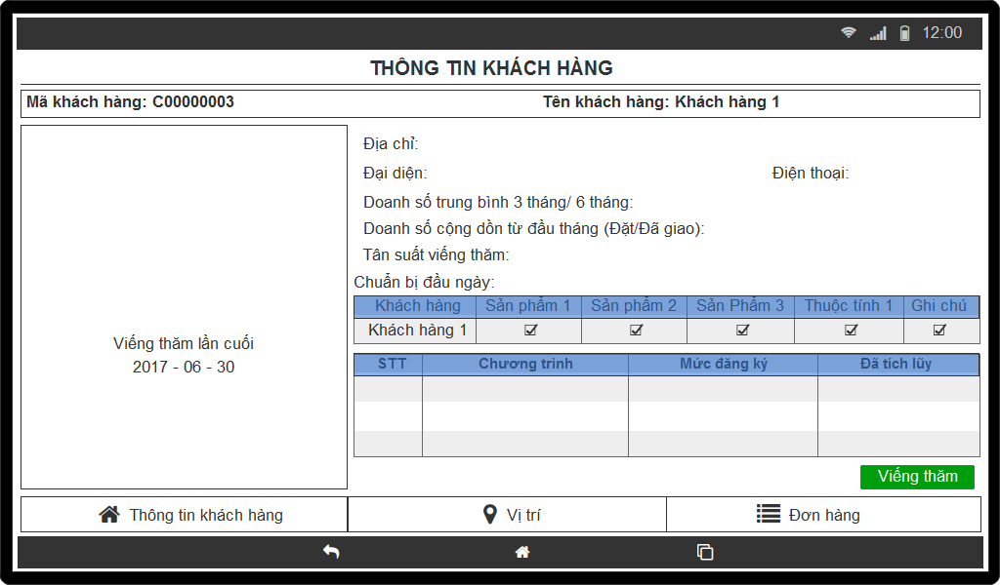 12:00
THÔNG TIN KHÁCH HÀNG
Mã khách hàng: C00000003 Tên khách hàng: Khách hàng 1
Viếng thăm lần cuối
2017 - 06 - 30
Địa chỉ:
Đại diện: Điện thoại:
Doanh số trung bình 3 tháng/ 6 tháng:
Doanh số cộng dồn từ đầu tháng (Đặt/Đã giao):
Tân suất viếng thăm:
Chuẩn bị đầu ngày:
Khách hàng Sản phẩm 1 Sản phẩm 2 Sản Phẩm 3 Thuộc tính 1 Ghi chú
Khách hàng 1
STT Chương trình Mức đăng ký Đã tích lũy
Viếng thăm
Thông tin khách hàng Vị trí Đơn hàng